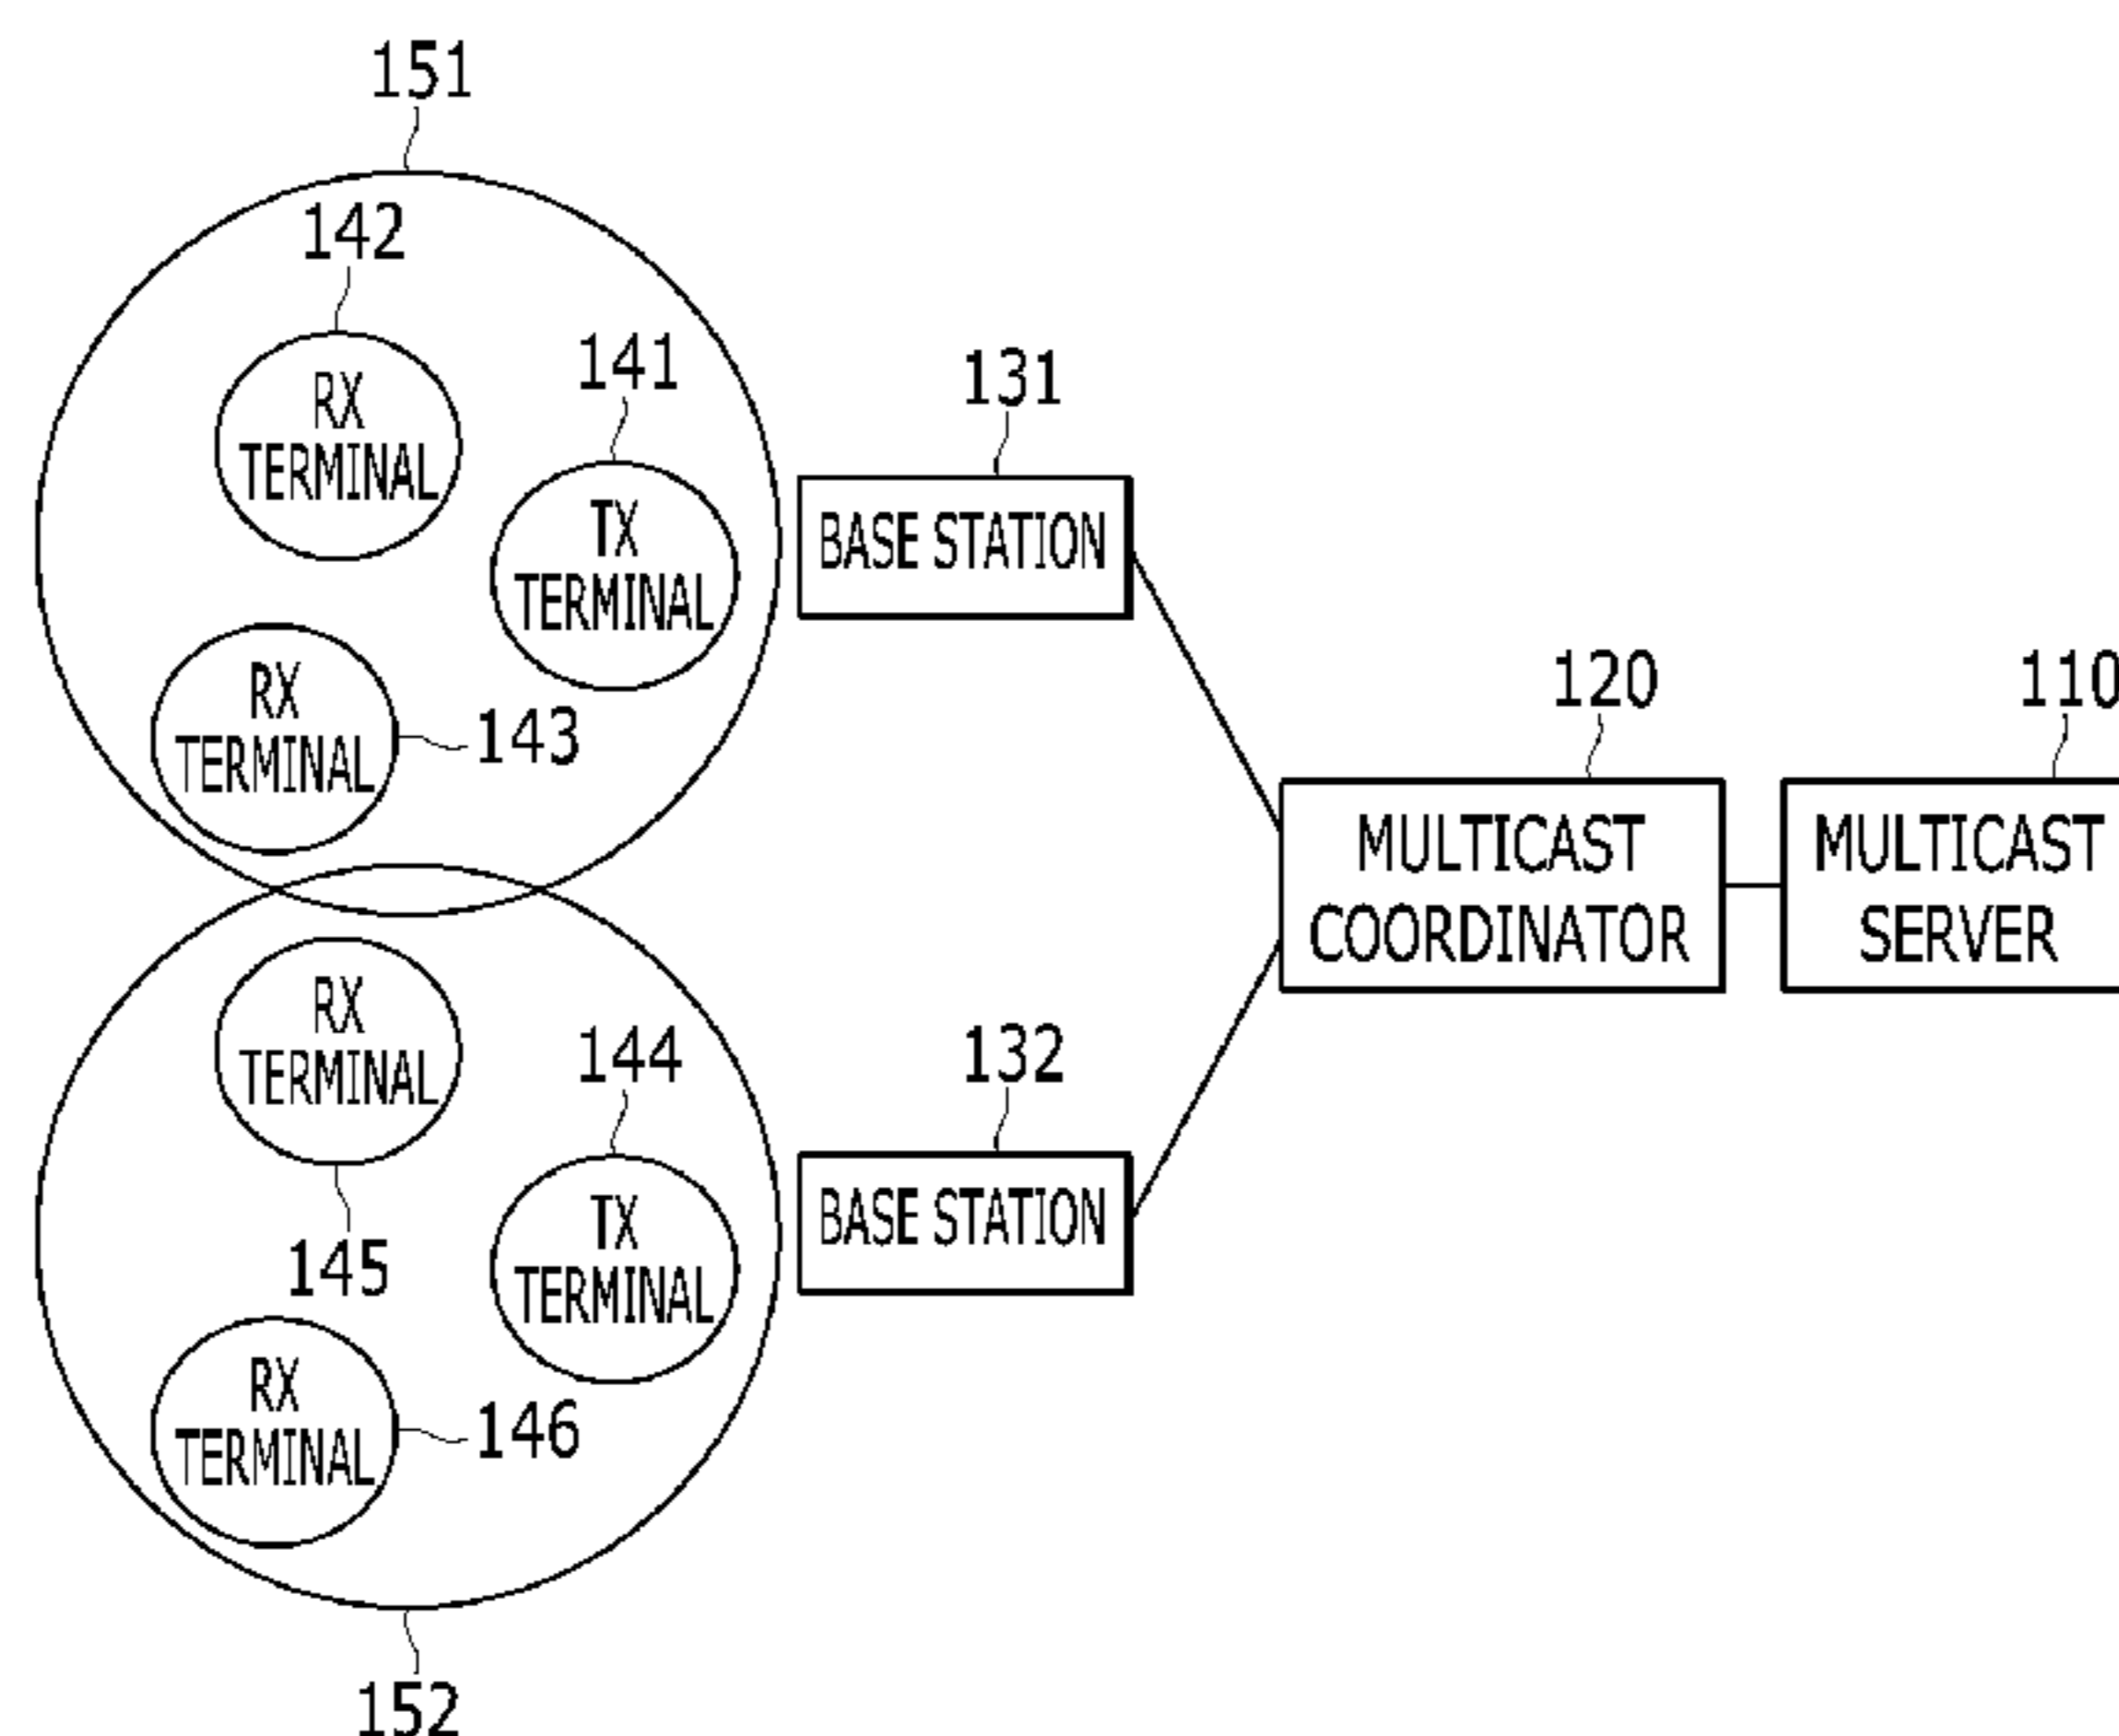 151
142
RX
TERMINAL
141
TX
TERMINAL
RX
TERMINAL
143
131
BASE STATION
120
MULTICAST
COORDINATOR
110
MULTICAST
SERVER
RX
TERMINAL
145
144
TX
TERMINAL
RX
TERMINAL
146
132
BASE STATION
152